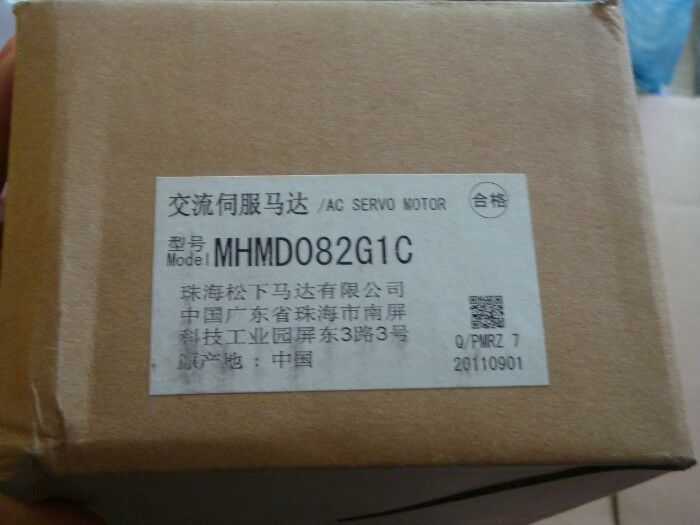 交流伺服马达 /AC SERVO MOTOR 合格
型号
Model MHMD082G1C
珠海松下马达有限公司
中国广东省珠海市南屏
科技工业园屏东3路3号
原产地：中国
Q/PMRZ 7
20110901